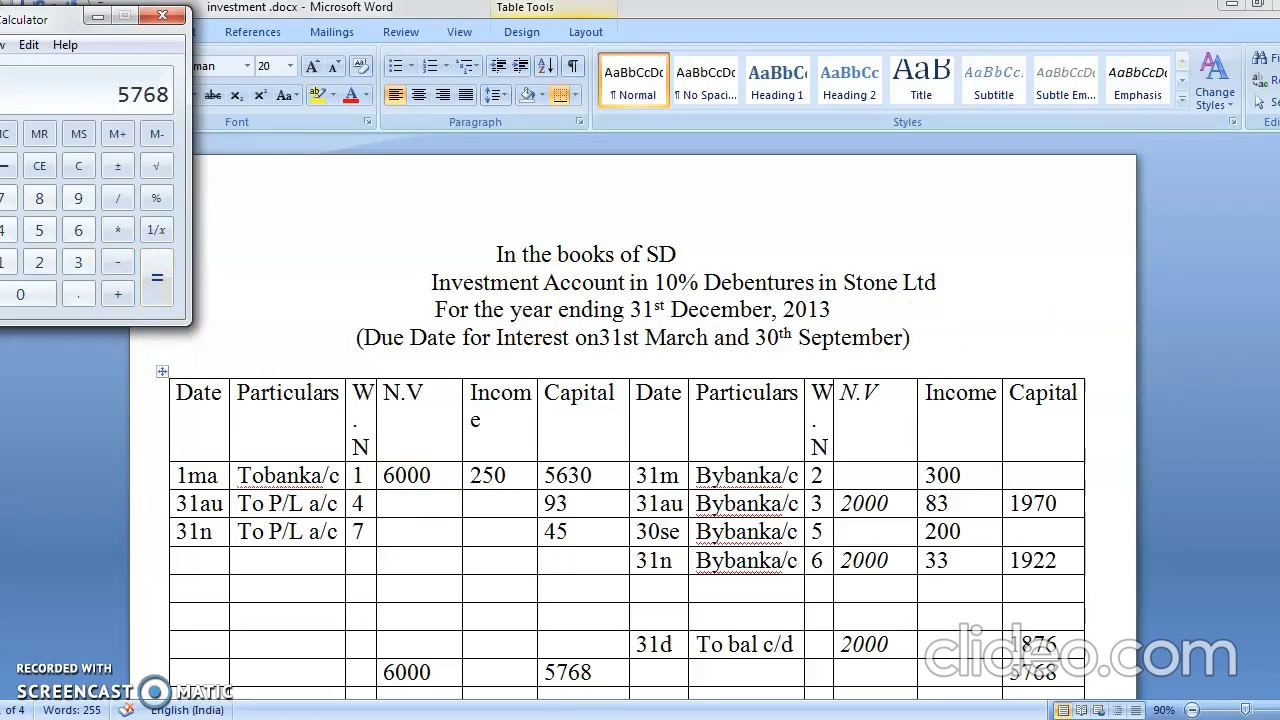 investment .docx - Microsoft Word
Table Tools
Calculator
Edit Help
References Mailings Review View Design Layout
5768
20
Aa
AaBbCcDc AaBbCcDc AaBbC AaBbCc AaB AaBbCcL AaBbCcDc AaBbCcDc
¶ Normal ¶ No Spaci... Heading 1 Heading 2 Title Subtitle Subtle Em... Emphasis
Change
Styles
Font Paragraph Styles
MR MS M+ M-
CE C ± √
8 9 / %
5 6 * 1/x
2 3 - =
0 . +
In the books of SD
Investment Account in 10% Debentures in Stone Ltd
For the year ending 31st December, 2013
(Due Date for Interest on31st March and 30th September)
Date Particulars W.N N.V Income Capital Date Particulars W.N N.V Income Capital
1ma Tobanka/c 1 6000 250 5630 31m Bybanka/c 2 300
31au To P/L a/c 4 93 31au Bybanka/c 3 2000 83 1970
31n To P/L a/c 7 45 30se Bybanka/c 5 200
31n Bybanka/c 6 2000 33 1922
31d To bal c/d 2000 1876
6000 5768 5768
clideo.com
RECORDED WITH
SCREENCAST MATIC
of 4 Words: 255 English (India) 90%